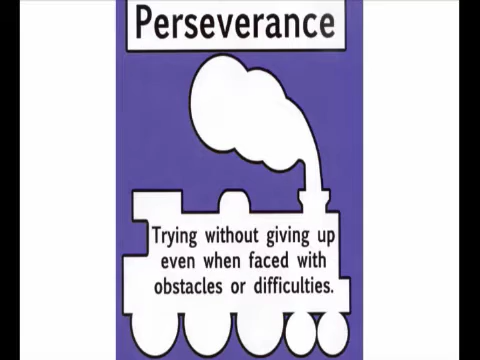 Perseverance
Trying without giving up
even when faced with
obstacles or difficulties.